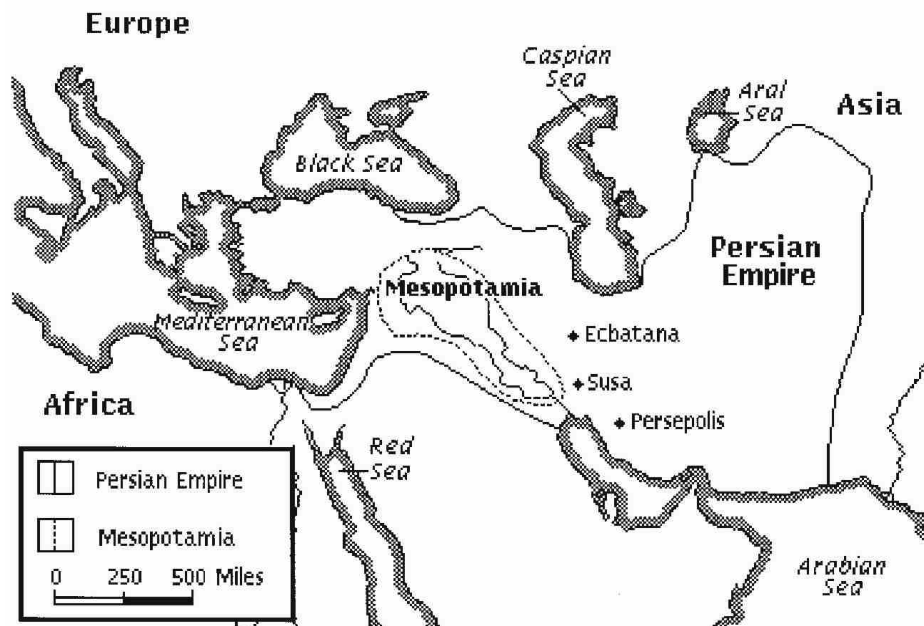 Europe
Caspian
Sea
Aral
Sea
Asia
Black Sea
Persian
Empire
Mesopotamia
Mediterranean
Sea
Ecbatana
Susa
Persepolis
Africa
Red
Sea
Arabian
Sea
Persian Empire
Mesopotamia
0 250 500 Miles